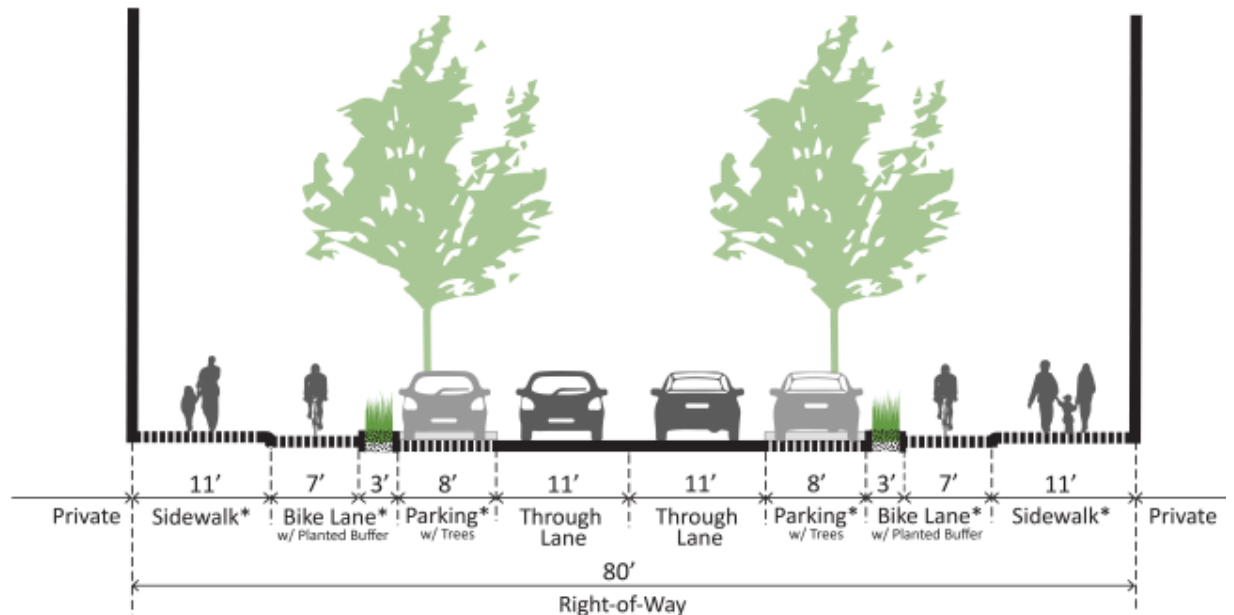 11’ 7’ 3’ 8’ 11’ 11’ 8’ 3’ 7’ 11’
Private Sidewalk* Bike Lane* Parking* Through Through Parking* Bike Lane* Sidewalk* Private
w/ Planted Buffer w/ Trees Lane Lane w/ Trees w/ Planted Buffer
80’
Right-of-Way